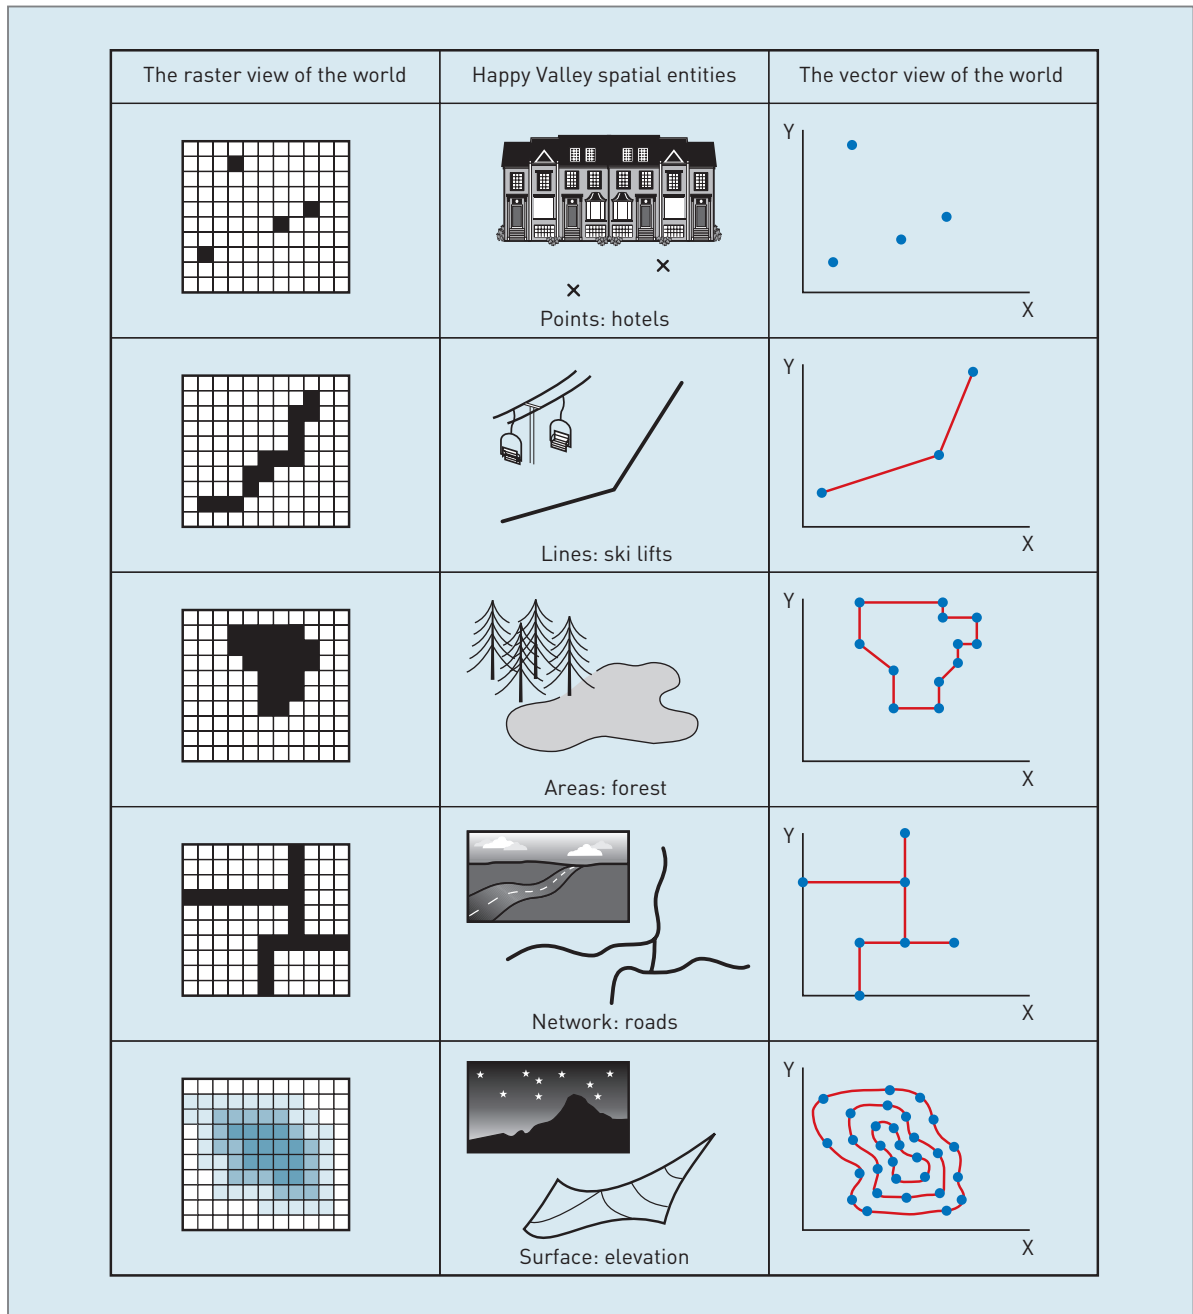 The raster view of the world
Happy Valley spatial entities
The vector view of the world
Y
X
Points: hotels
Y
X
Lines: ski lifts
Y
X
Areas: forest
Y
X
Network: roads
Y
X
Surface: elevation